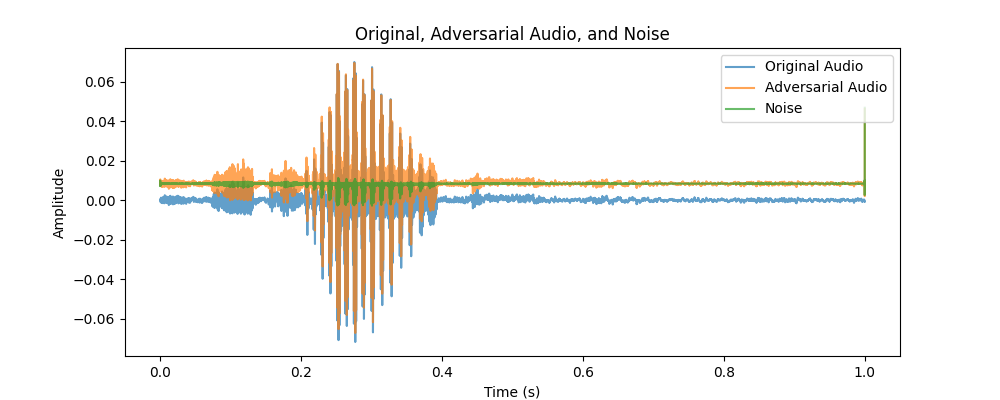 Original, Adversarial Audio, and Noise
Original Audio
Adversarial Audio
Noise
Amplitude
0.06
0.04
0.02
0.00
−0.02
−0.04
−0.06
0.0 0.2 0.4 0.6 0.8 1.0
Time (s)